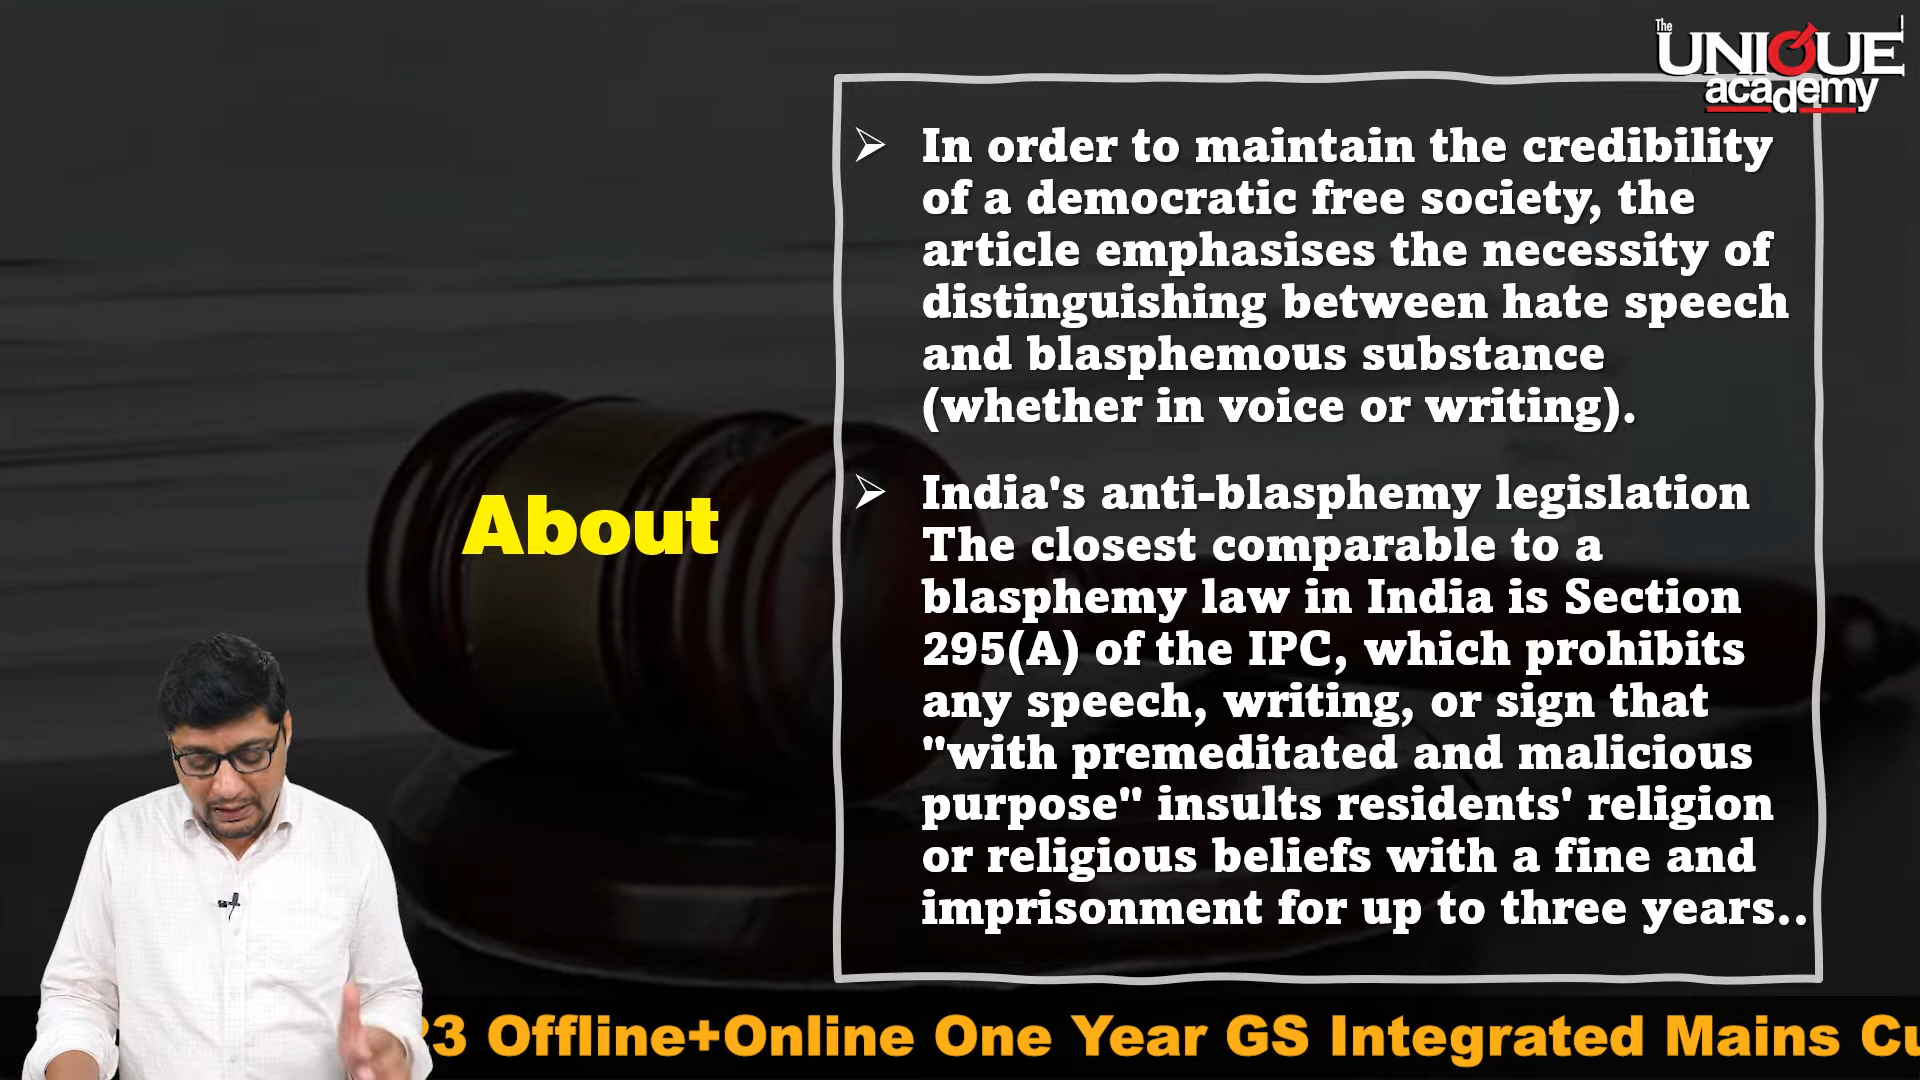 The
UNIQUE
academy
➢ In order to maintain the credibility
of a democratic free society, the
article emphasises the necessity of
distinguishing between hate speech
and blasphemous substance
(whether in voice or writing).
About
➢ India's anti-blasphemy legislation
The closest comparable to a
blasphemy law in India is Section
295(A) of the IPC, which prohibits
any speech, writing, or sign that
"with premeditated and malicious
purpose" insults residents' religion
or religious beliefs with a fine and
imprisonment for up to three years..
3 Offline+Online One Year GS Integrated Mains Cu